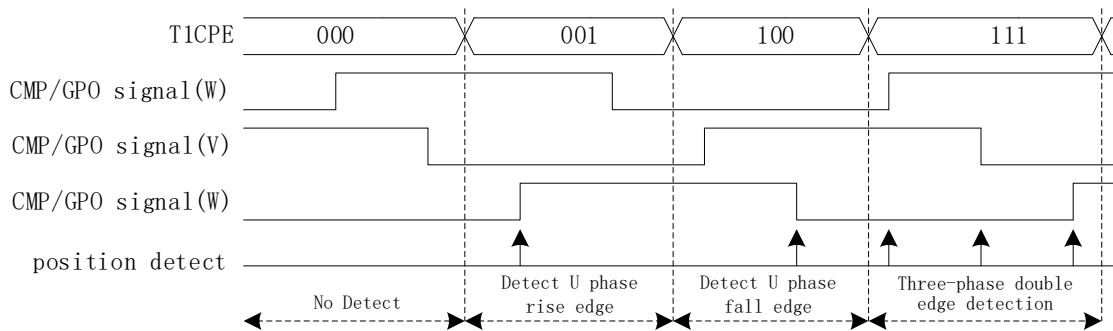 T1CPE 000 001 100 111
CMP/GPO signal(W)
CMP/GPO signal(V)
CMP/GPO signal(W)
position detect
No Detect
Detect U phase
rise edge
Detect U phase
fall edge
Three-phase double
edge detection